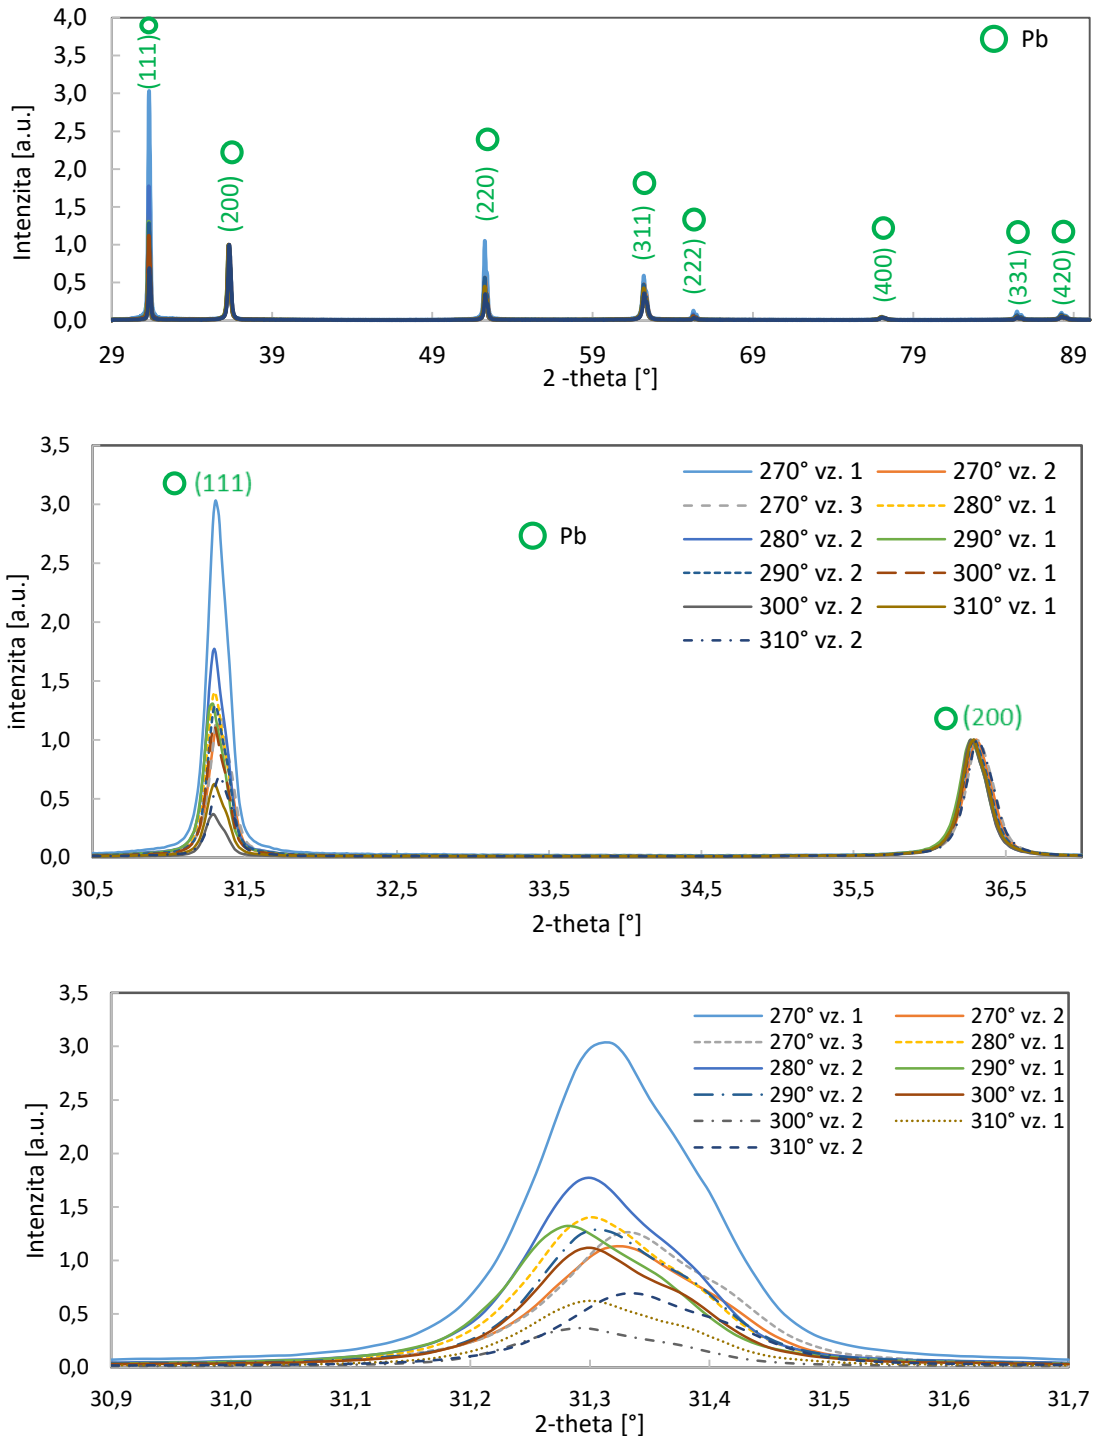 4,0
3,5
3,0
2,5
2,0
1,5
1,0
0,5
0,0
Intenzita [a.u.]
(111)
(200)
(220)
(311)
(222)
(400)
(331)
(420)
Pb
29 39 49 59 69 79 89
2 -theta [°]
3,5
3,0
2,5
2,0
1,5
1,0
0,5
0,0
intenzita [a.u.]
(111)
Pb
(200)
270° vz. 1 270° vz. 2
270° vz. 3 280° vz. 1
280° vz. 2 290° vz. 1
290° vz. 2 300° vz. 1
300° vz. 2 310° vz. 1
310° vz. 2
30,5 31,5 32,5 33,5 34,5 35,5 36,5
2-theta [°]
3,5
3,0
2,5
2,0
1,5
1,0
0,5
0,0
Intenzita [a.u.]
270° vz. 1 270° vz. 2
270° vz. 3 280° vz. 1
280° vz. 2 290° vz. 1
290° vz. 2 300° vz. 1
300° vz. 2 310° vz. 1
310° vz. 2
30,9 31,0 31,1 31,2 31,3 31,4 31,5 31,6 31,7
2-theta [°]